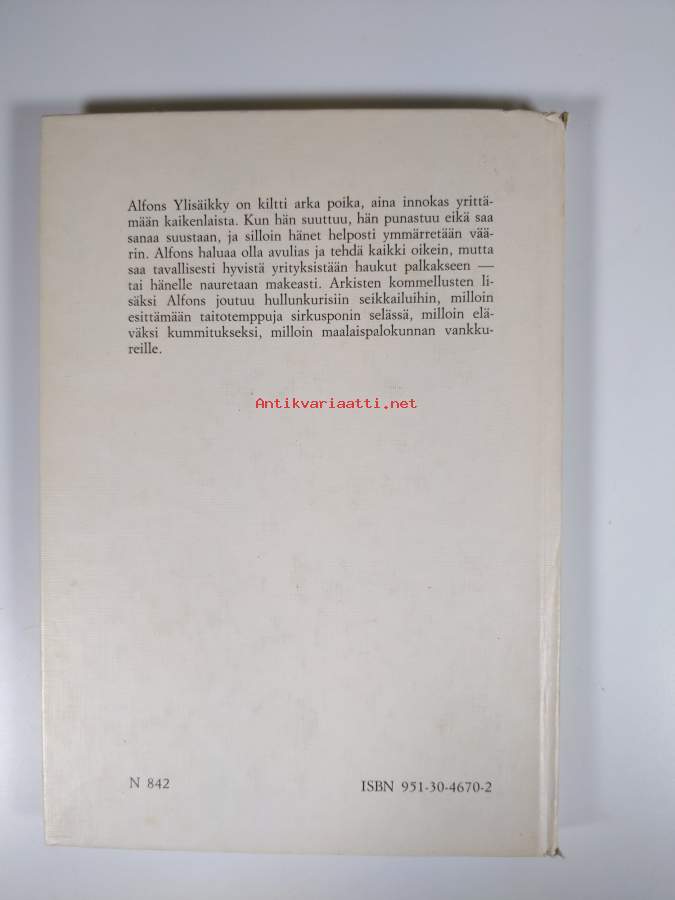 Alfons Ylisäikky on kiltti arka poika, aina innokas yrittä-
mään kaikenlaista. Kun hän suuttuu, hän punastuu eikä saa
sanaa suustaan, ja silloin hänet helposti ymmärretään vää-
rin. Alfons haluaa olla avulias ja tehdä kaikki oikein, mutta
saa tavallisesti hyvistä yrityksistään haukut palkakseen —
tai hänelle nauretaan makeasti. Arkisten kommellusten li-
säksi Alfons joutuu hullunkurisiin seikkailuihin, milloin
esittämään taitotemppuja sirkusponin selässä, milloin elä-
väksi kummitukseksi, milloin maalaispalokunnan vankku-
reille.
Antikvariaatti.net
N 842
ISBN 951-30-4670-2